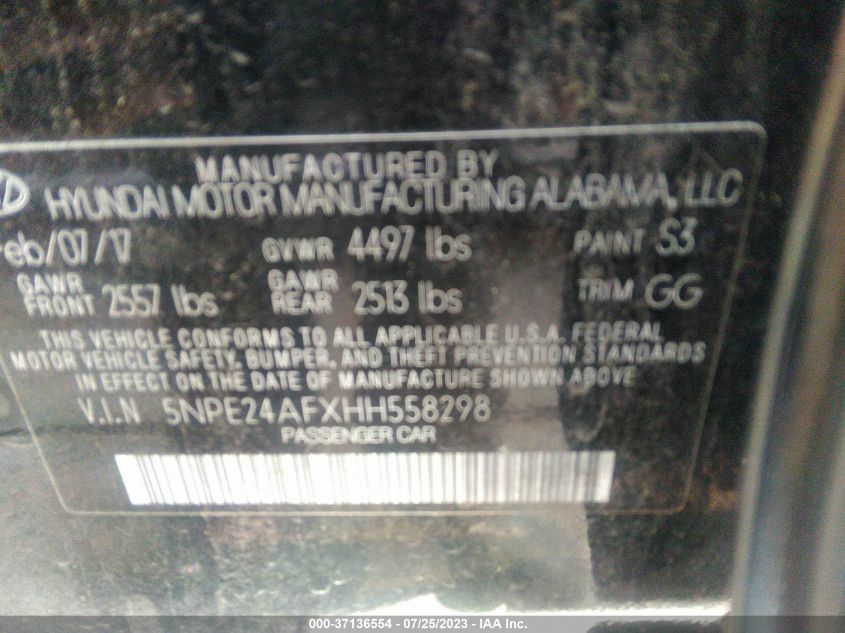 MANUFACTURED BY
HYUNDAI MOTOR MANUFACTURING ALABAMA, LLC
eb/07/17 GVWR 4497 lbs PAINT S3
GAWR FRONT 2557 lbs GAWR REAR 2513 lbs TRIM GG
THIS VEHICLE CONFORMS TO ALL APPLICABLE U.S.A. FEDERAL
MOTOR VEHICLE SAFETY, BUMPER, AND THEFT PREVENTION STANDARDS
IN EFFECT ON THE DATE OF MANUFACTURE SHOWN ABOVE
V.I.N 5NPE24AFXHH558298
PASSENGER CAR
000-37136554 - 07/25/2023 - IAA Inc.